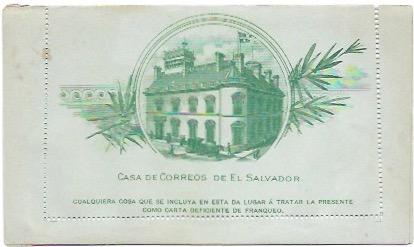 CASA DE CORREOS DE EL SALVADOR
CUALQUIERA COSA QUE SE INCLUYA EN ESTA DA LUGAR Á TRATAR LA PRESENTE
COMO CARTA DEFICIENTE DE FRANQUEO.